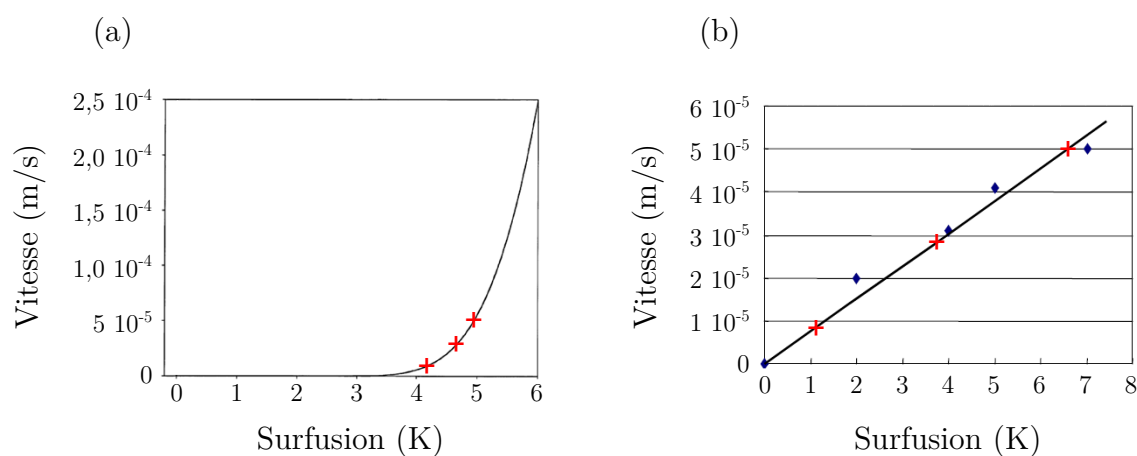 (a)
Vitesse (m/s)
2,5 10-4
2,0 10-4
1,5 10-4
1,0 10-4
5 10-5
0
0 1 2 3 4 5 6
Surfusion (K)
(b)
Vitesse (m/s)
6 10-5
5 10-5
4 10-5
3 10-5
2 10-5
1 10-5
0
0 1 2 3 4 5 6 7 8
Surfusion (K)